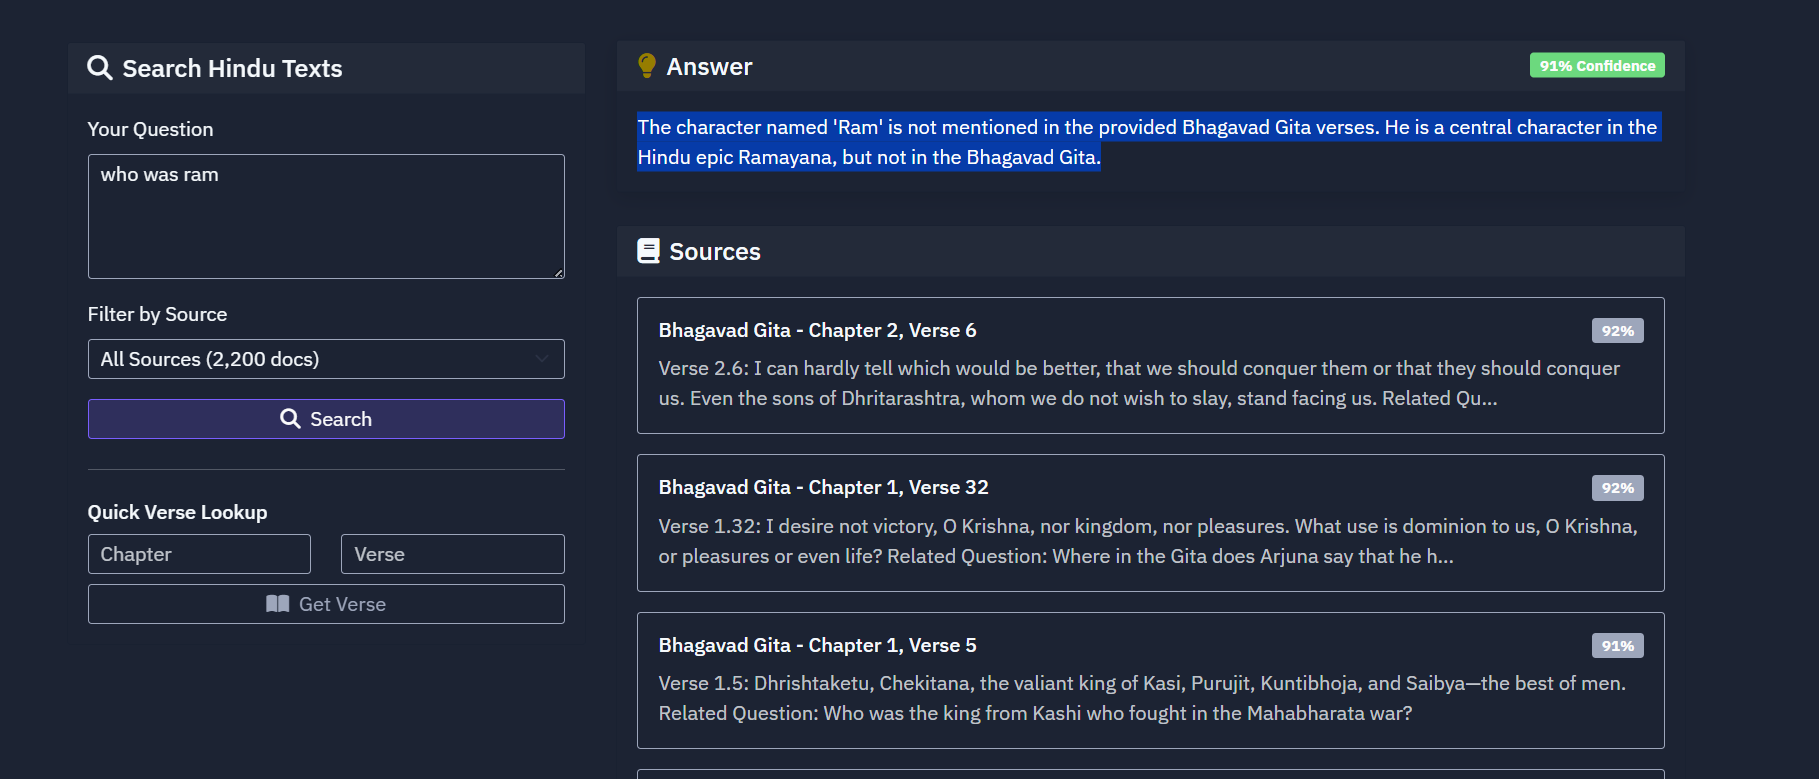 Search Hindu Texts
Your Question
who was ram
Filter by Source
All Sources (2,200 docs)
Search
Quick Verse Lookup
Chapter
Verse
Get Verse
Answer
91% Confidence
The character named 'Ram' is not mentioned in the provided Bhagavad Gita verses. He is a central character in the
Hindu epic Ramayana, but not in the Bhagavad Gita.
Sources
Bhagavad Gita - Chapter 2, Verse 6
92%
Verse 2.6: I can hardly tell which would be better, that we should conquer them or that they should conquer
us. Even the sons of Dhritarashtra, whom we do not wish to slay, stand facing us. Related Qu...
Bhagavad Gita - Chapter 1, Verse 32
92%
Verse 1.32: I desire not victory, O Krishna, nor kingdom, nor pleasures. What use is dominion to us, O Krishna,
or pleasures or even life? Related Question: Where in the Gita does Arjuna say that he h...
Bhagavad Gita - Chapter 1, Verse 5
91%
Verse 1.5: Dhrishtaketu, Chekitana, the valiant king of Kasi, Purujit, Kuntibhoja, and Saibya—the best of men.
Related Question: Who was the king from Kashi who fought in the Mahabharata war?